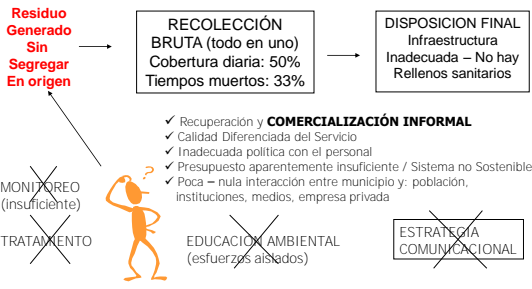 Residuo
Generado
Sin
Segregar
En origen
RECOLECCIÓN
BRUTA (todo en uno)
Cobertura diaria: 50%
Tiempos muertos: 33%
DISPOSICION FINAL
Infraestructura
Inadecuada – No hay
Rellenos sanitarios
✓ Recuperación y COMERCIALIZACIÓN INFORMAL
✓ Calidad Diferenciada del Servicio
✓ Inadecuada política con el personal
✓ Presupuesto aparentemente insuficiente / Sistema no Sostenible
✓ Poca – nula interacción entre municipio y: población,
instituciones, medios, empresa privada
?
MONITOREO
(insuficiente)
TRATAMIENTO
EDUCACION AMBIENTAL
(esfuerzos aislados)
ESTRATEGIA
COMUNICACIONAL